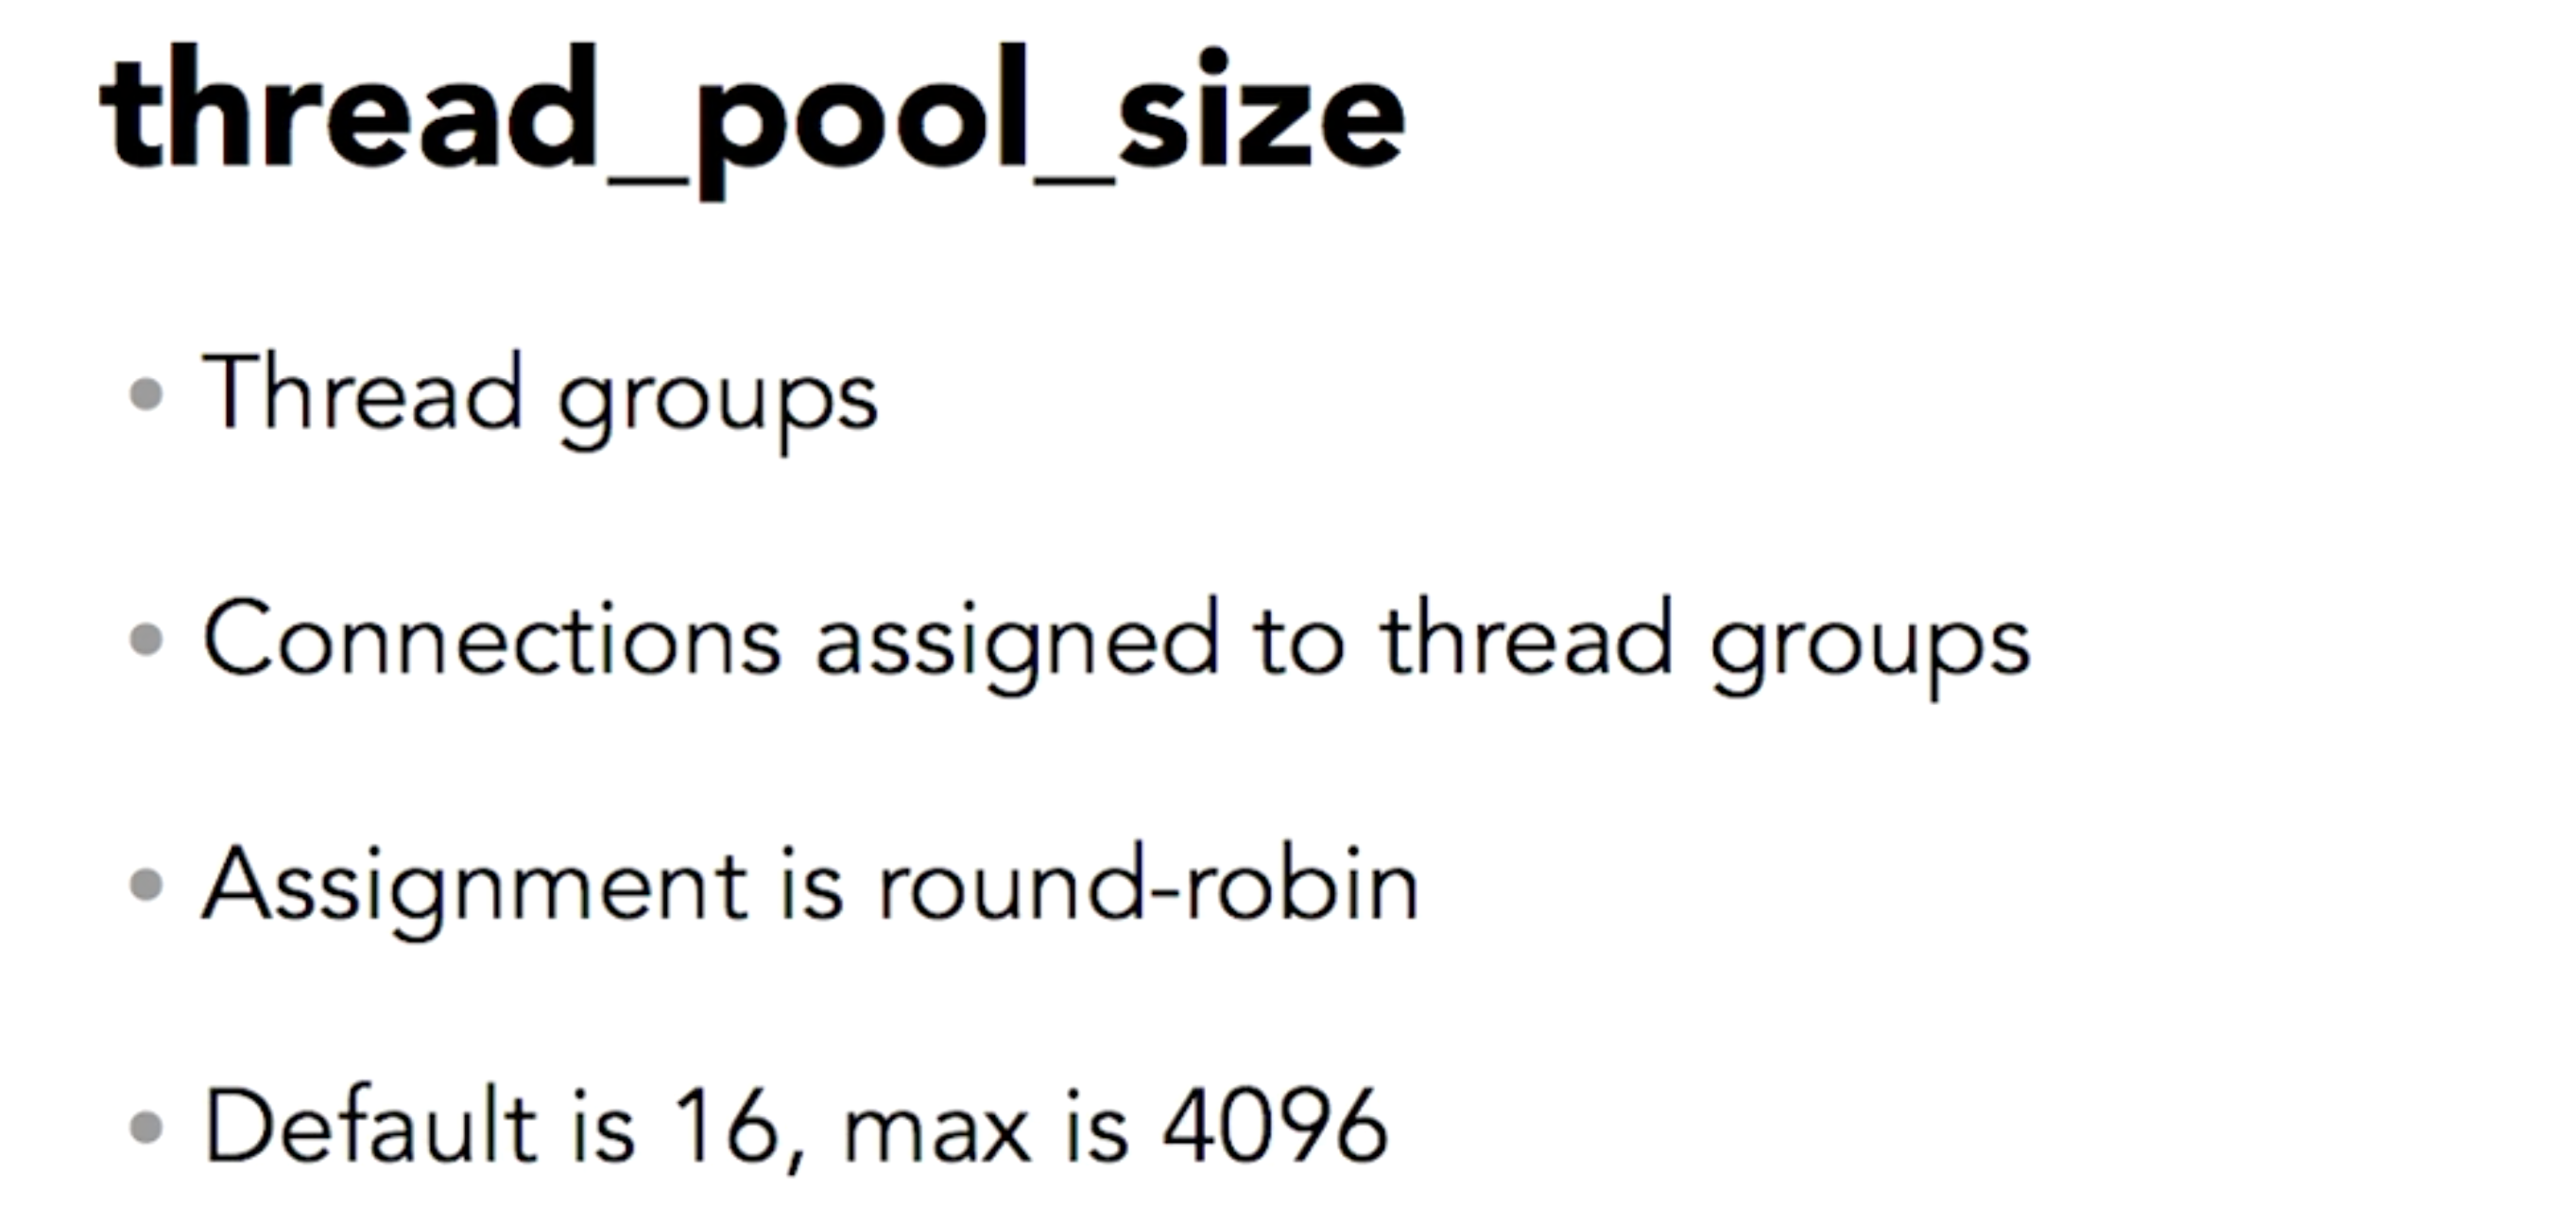 thread_pool_size
• Thread groups
• Connections assigned to thread groups
• Assignment is round-robin
• Default is 16, max is 4096